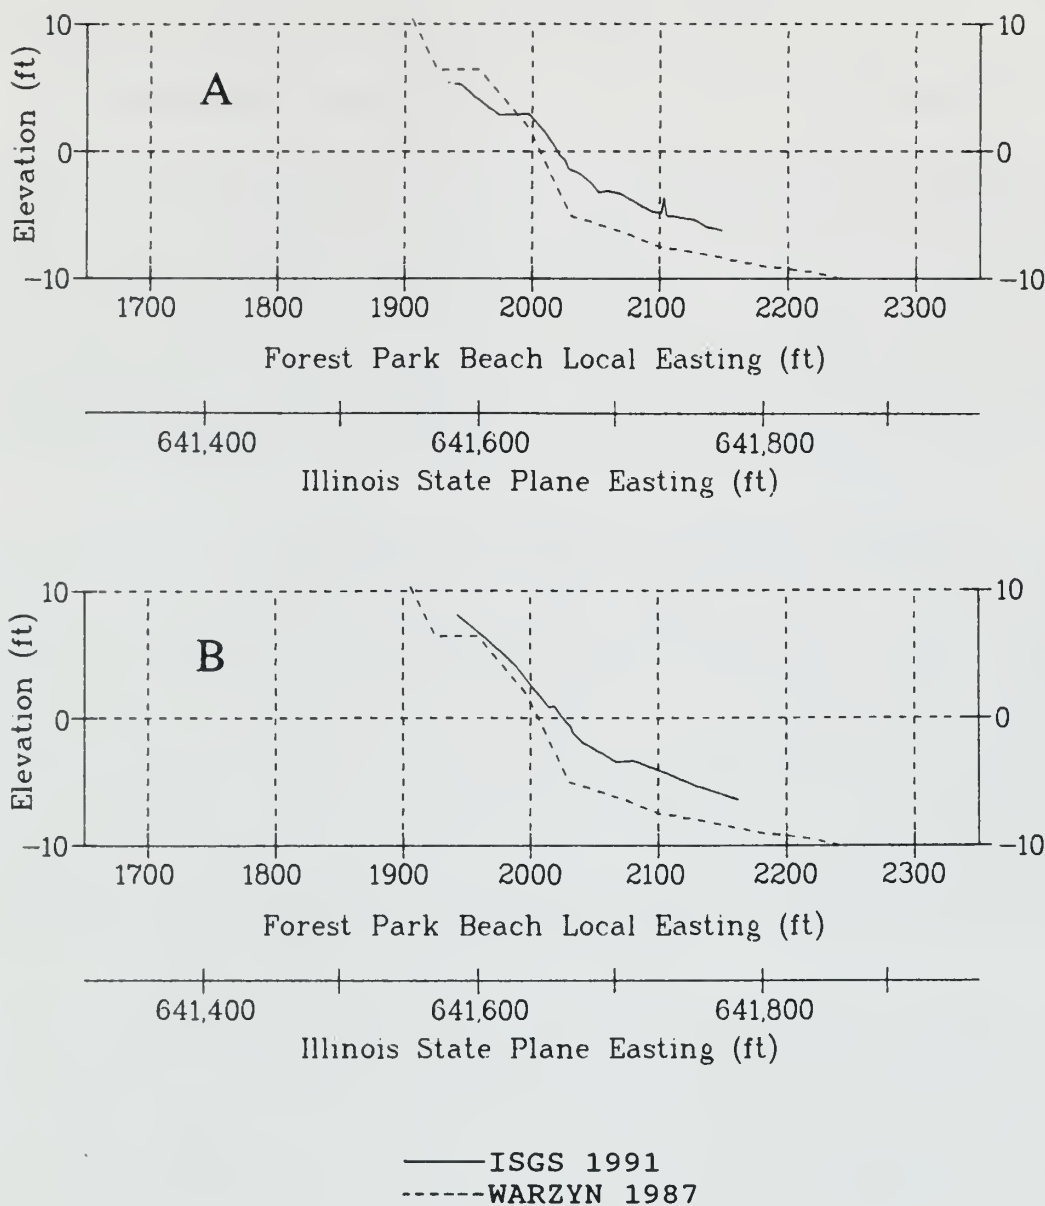 10
10
Elevation (ft)
A
0
0
−10
−10
1700 1800 1900 2000 2100 2200 2300
Forest Park Beach Local Easting (ft)
641,400 641,600 641,800
Illinois State Plane Easting (ft)
10
10
Elevation (ft)
B
0
0
−10
−10
1700 1800 1900 2000 2100 2200 2300
Forest Park Beach Local Easting (ft)
641,400 641,600 641,800
Illinois State Plane Easting (ft)
ISGS 1991
WARZYN 1987